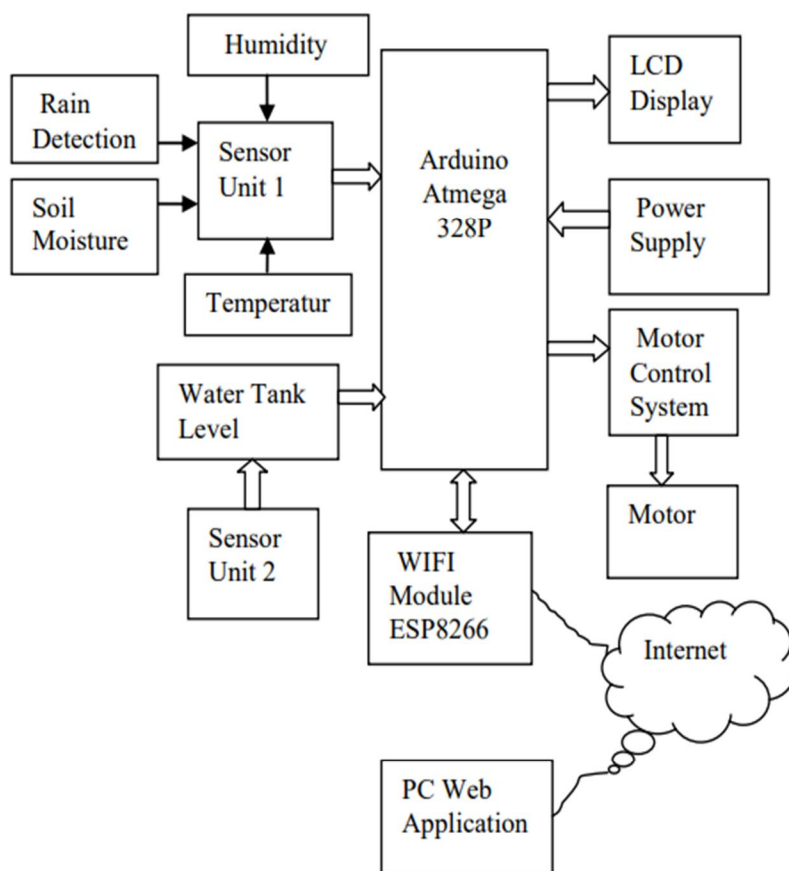 Humidity
LCD
Display
Rain
Detection
Sensor
Unit 1
Arduino
Atmega
328P
Soil
Moisture
Power
Supply
Temperatur
Motor
Control
System
Water Tank
Level
Motor
Sensor
Unit 2
WIFI
Module
ESP8266
Internet
PC Web
Application